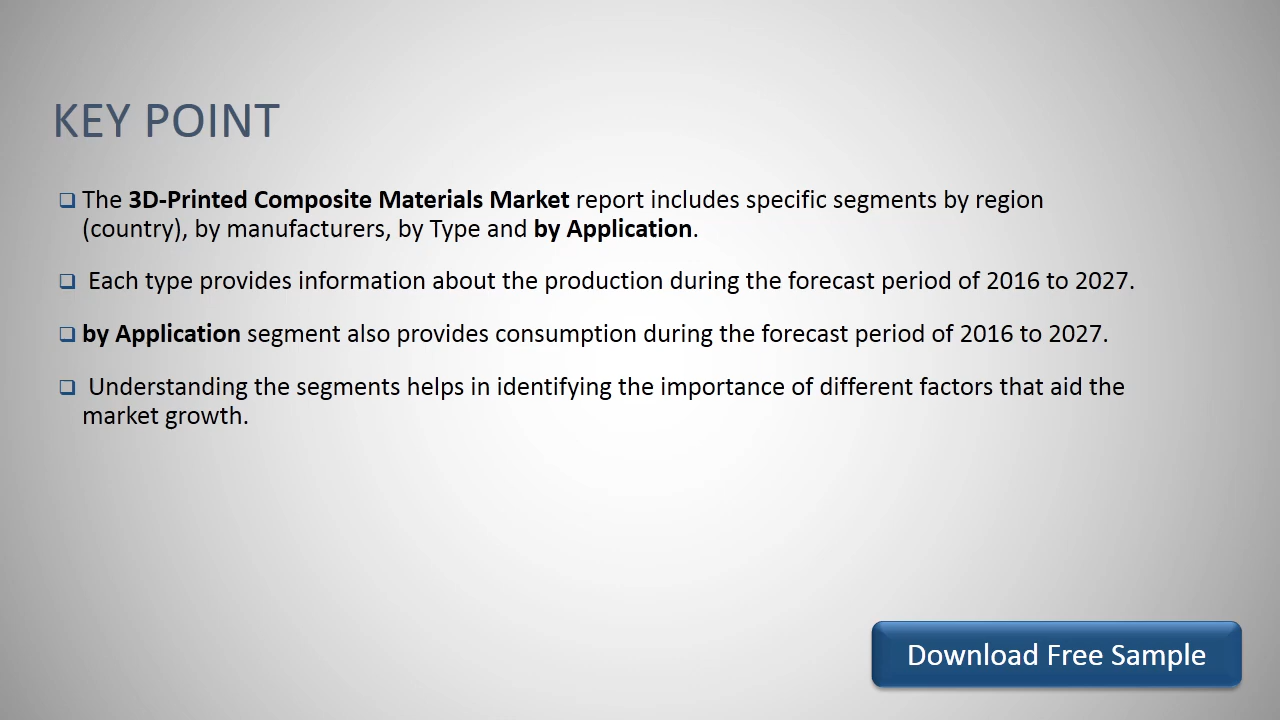 KEY POINT
The 3D-Printed Composite Materials Market report includes specific segments by region
(country), by manufacturers, by Type and by Application.
Each type provides information about the production during the forecast period of 2016 to 2027.
by Application segment also provides consumption during the forecast period of 2016 to 2027.
Understanding the segments helps in identifying the importance of different factors that aid the
market growth.
Download Free Sample